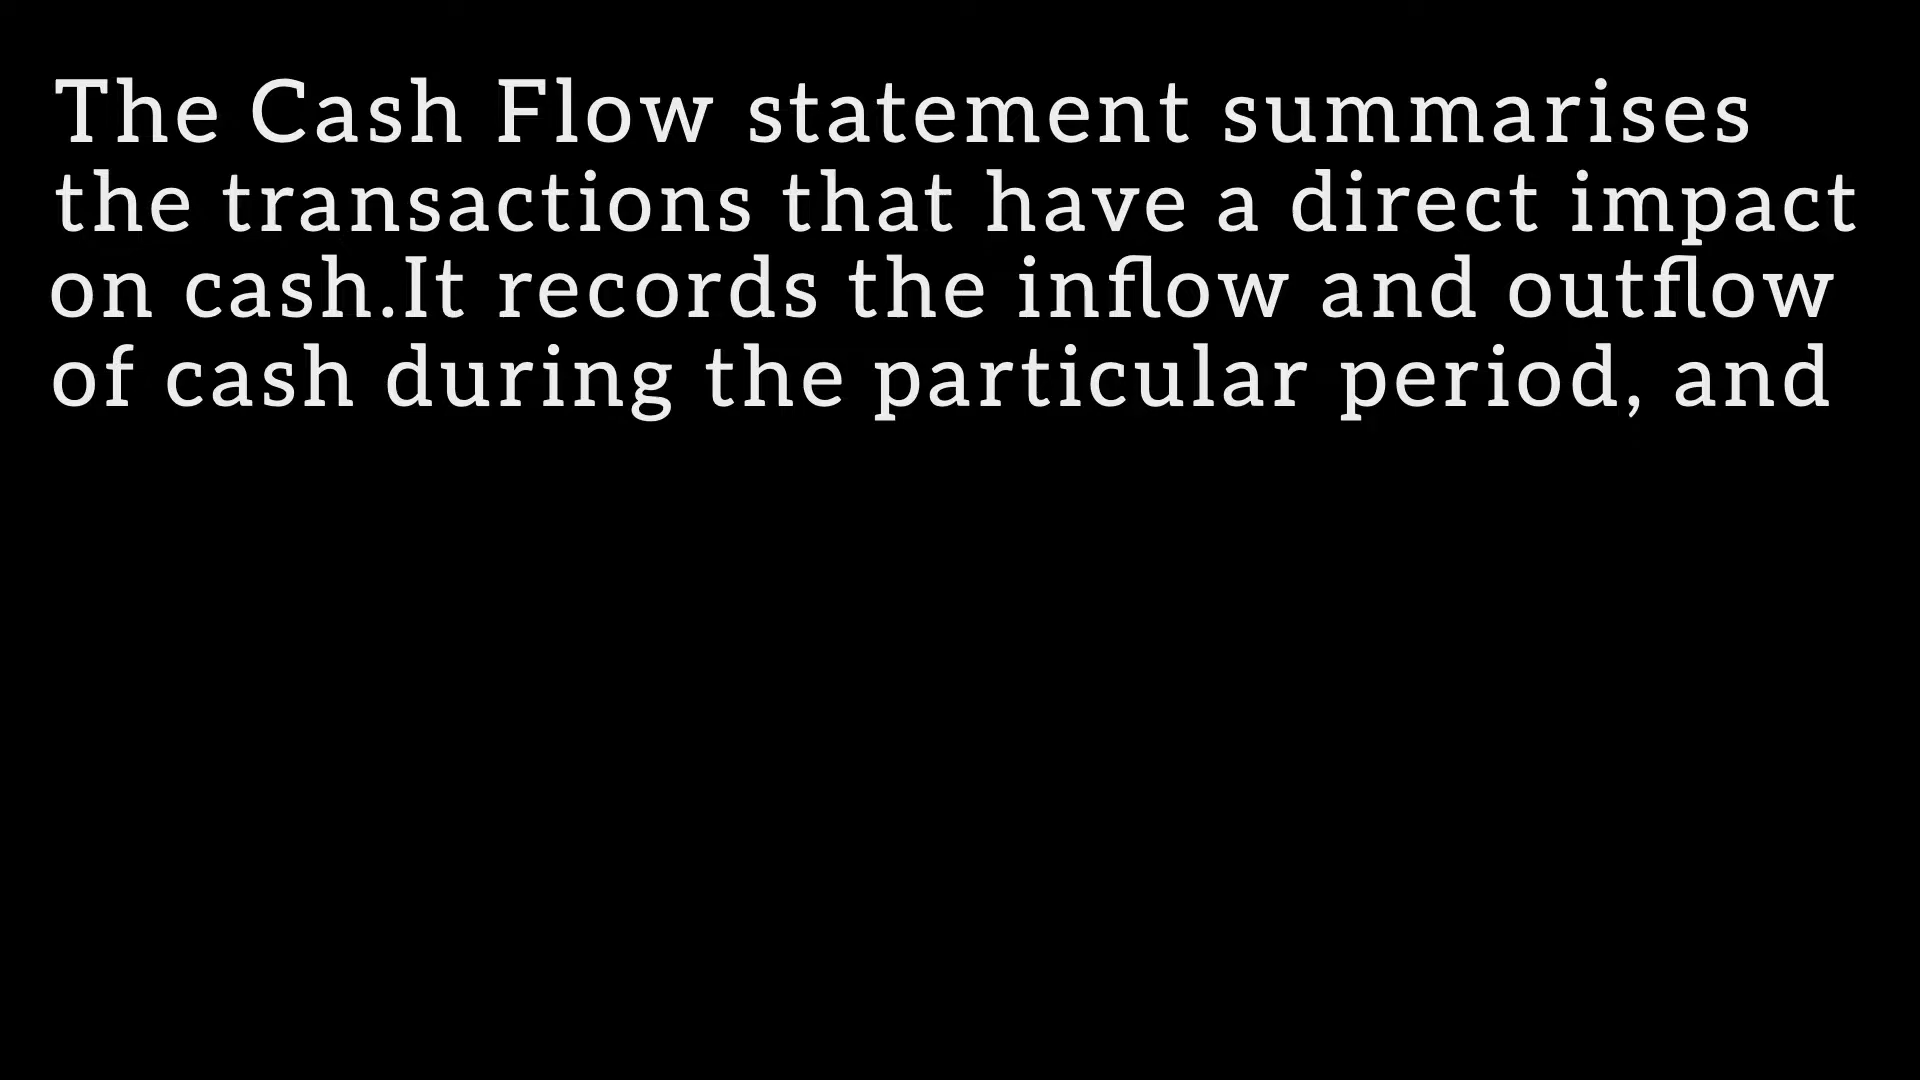 The Cash Flow statement summarises
the transactions that have a direct impact
on cash.It records the inflow and outflow
of cash during the particular period, and